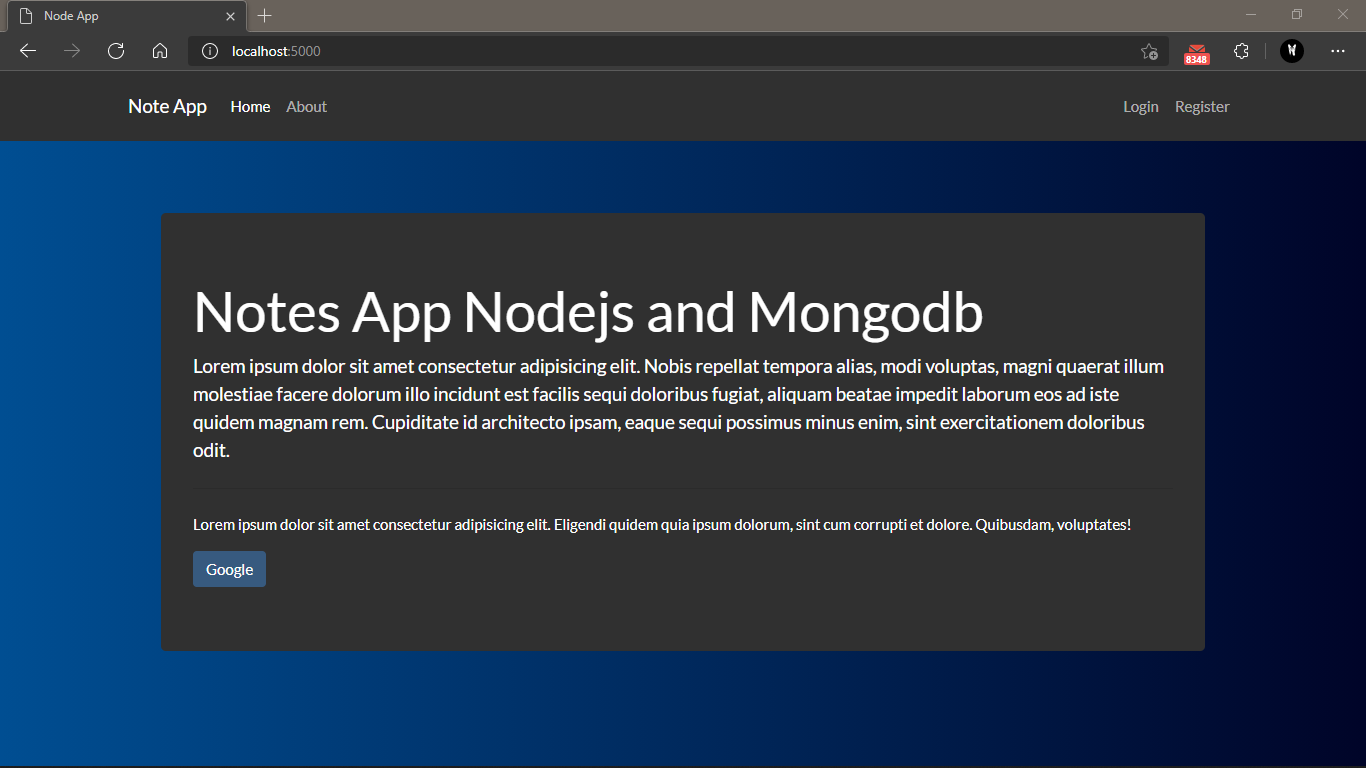 Node App
localhost:5000
8348
Note App Home About Login Register
Notes App Nodejs and Mongodb
Lorem ipsum dolor sit amet consectetur adipisicing elit. Nobis repellat tempora alias, modi voluptas, magni quaerat illum
molestiae facere dolorum illo incidunt est facilis sequi doloribus fugiat, aliquam beatae impedit laborum eos ad iste
quidem magnam rem. Cupiditate id architecto ipsam, eaque sequi possimus minus enim, sint exercitationem doloribus
odit.
Lorem ipsum dolor sit amet consectetur adipisicing elit. Eligendi quidem quia ipsum dolorum, sint cum corrupti et dolore. Quibusdam, voluptates!
Google